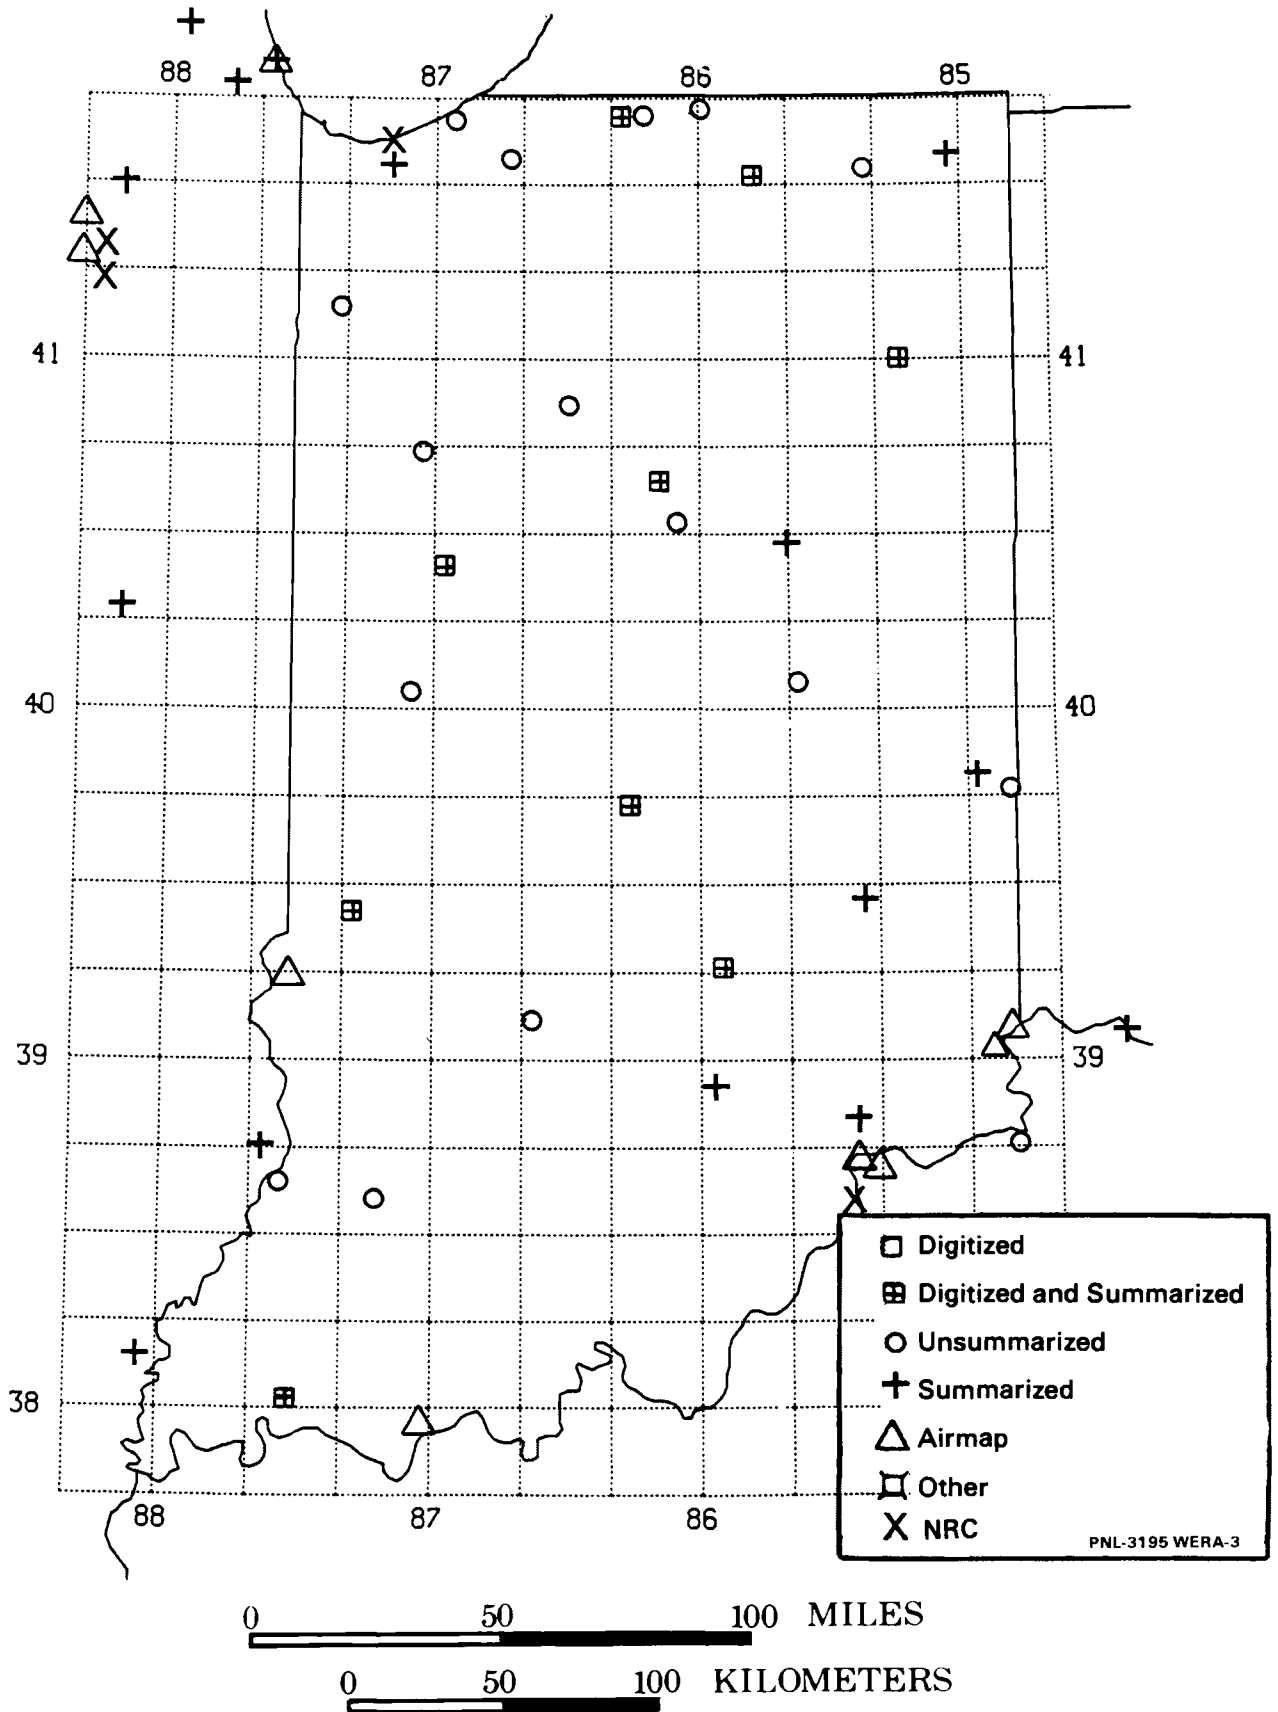 88 87 86 85
41 41
40 40
39 39
38
88 87 86
Digitized
Digitized and Summarized
Unsummarized
Summarized
Airmap
Other
NRC
PNL-3195 WERA-3
0 50 100 MILES
0 50 100 KILOMETERS